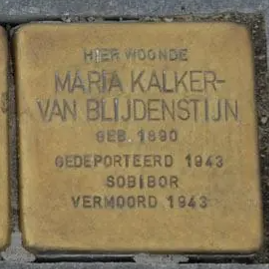 HIER WOONDE
MARIA KALKER-
VAN BLIJDENSTIJN
GEB. 1890
GEDEPORTEERD 1943
SOBIBOR
VERMOORD 1943